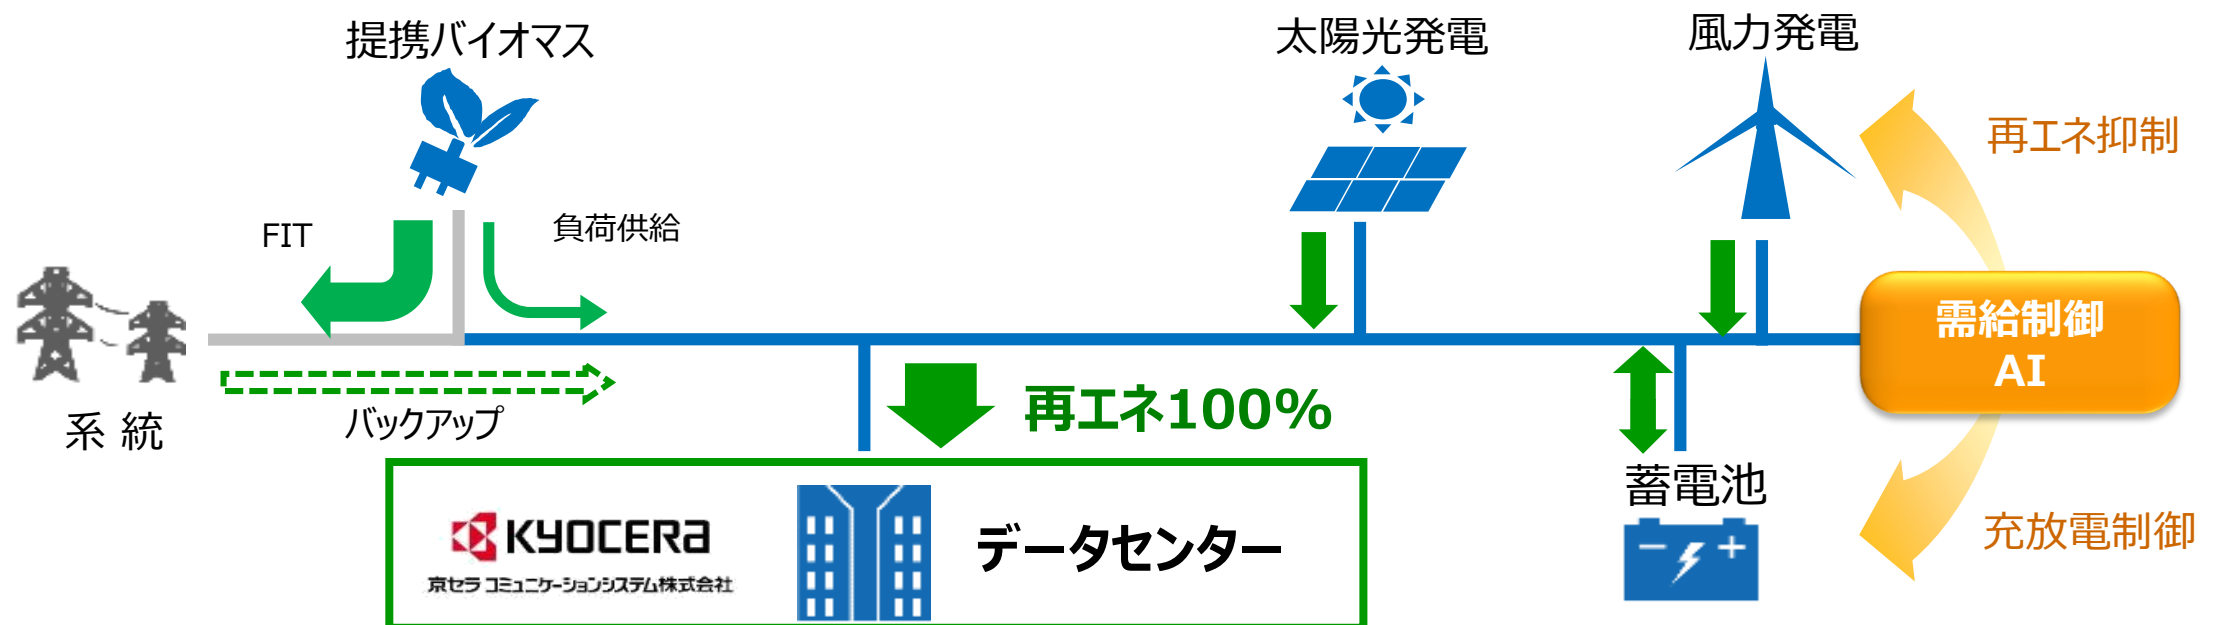 提携バイオマス
太陽光発電
風力発電
再エネ抑制
FIT
負荷供給
需給制御
AI
系 統
バックアップ
再エネ100%
蓄電池
充放電制御
KYOCERA
京セラ コミュニケーションシステム株式会社
データセンター